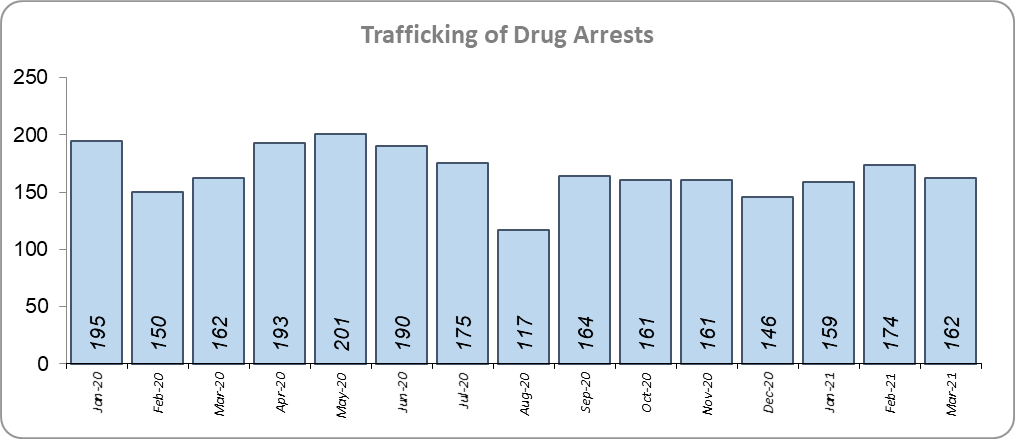 Trafficking of Drug Arrests
250
200
150
100
50
0
195 150 162 193 201 190 175 117 164 161 161 146 159 174 162
Jan-20 Feb-20 Mar-20 Apr-20 May-20 Jun-20 Jul-20 Aug-20 Sep-20 Oct-20 Nov-20 Dec-20 Jan-21 Feb-21 Mar-21